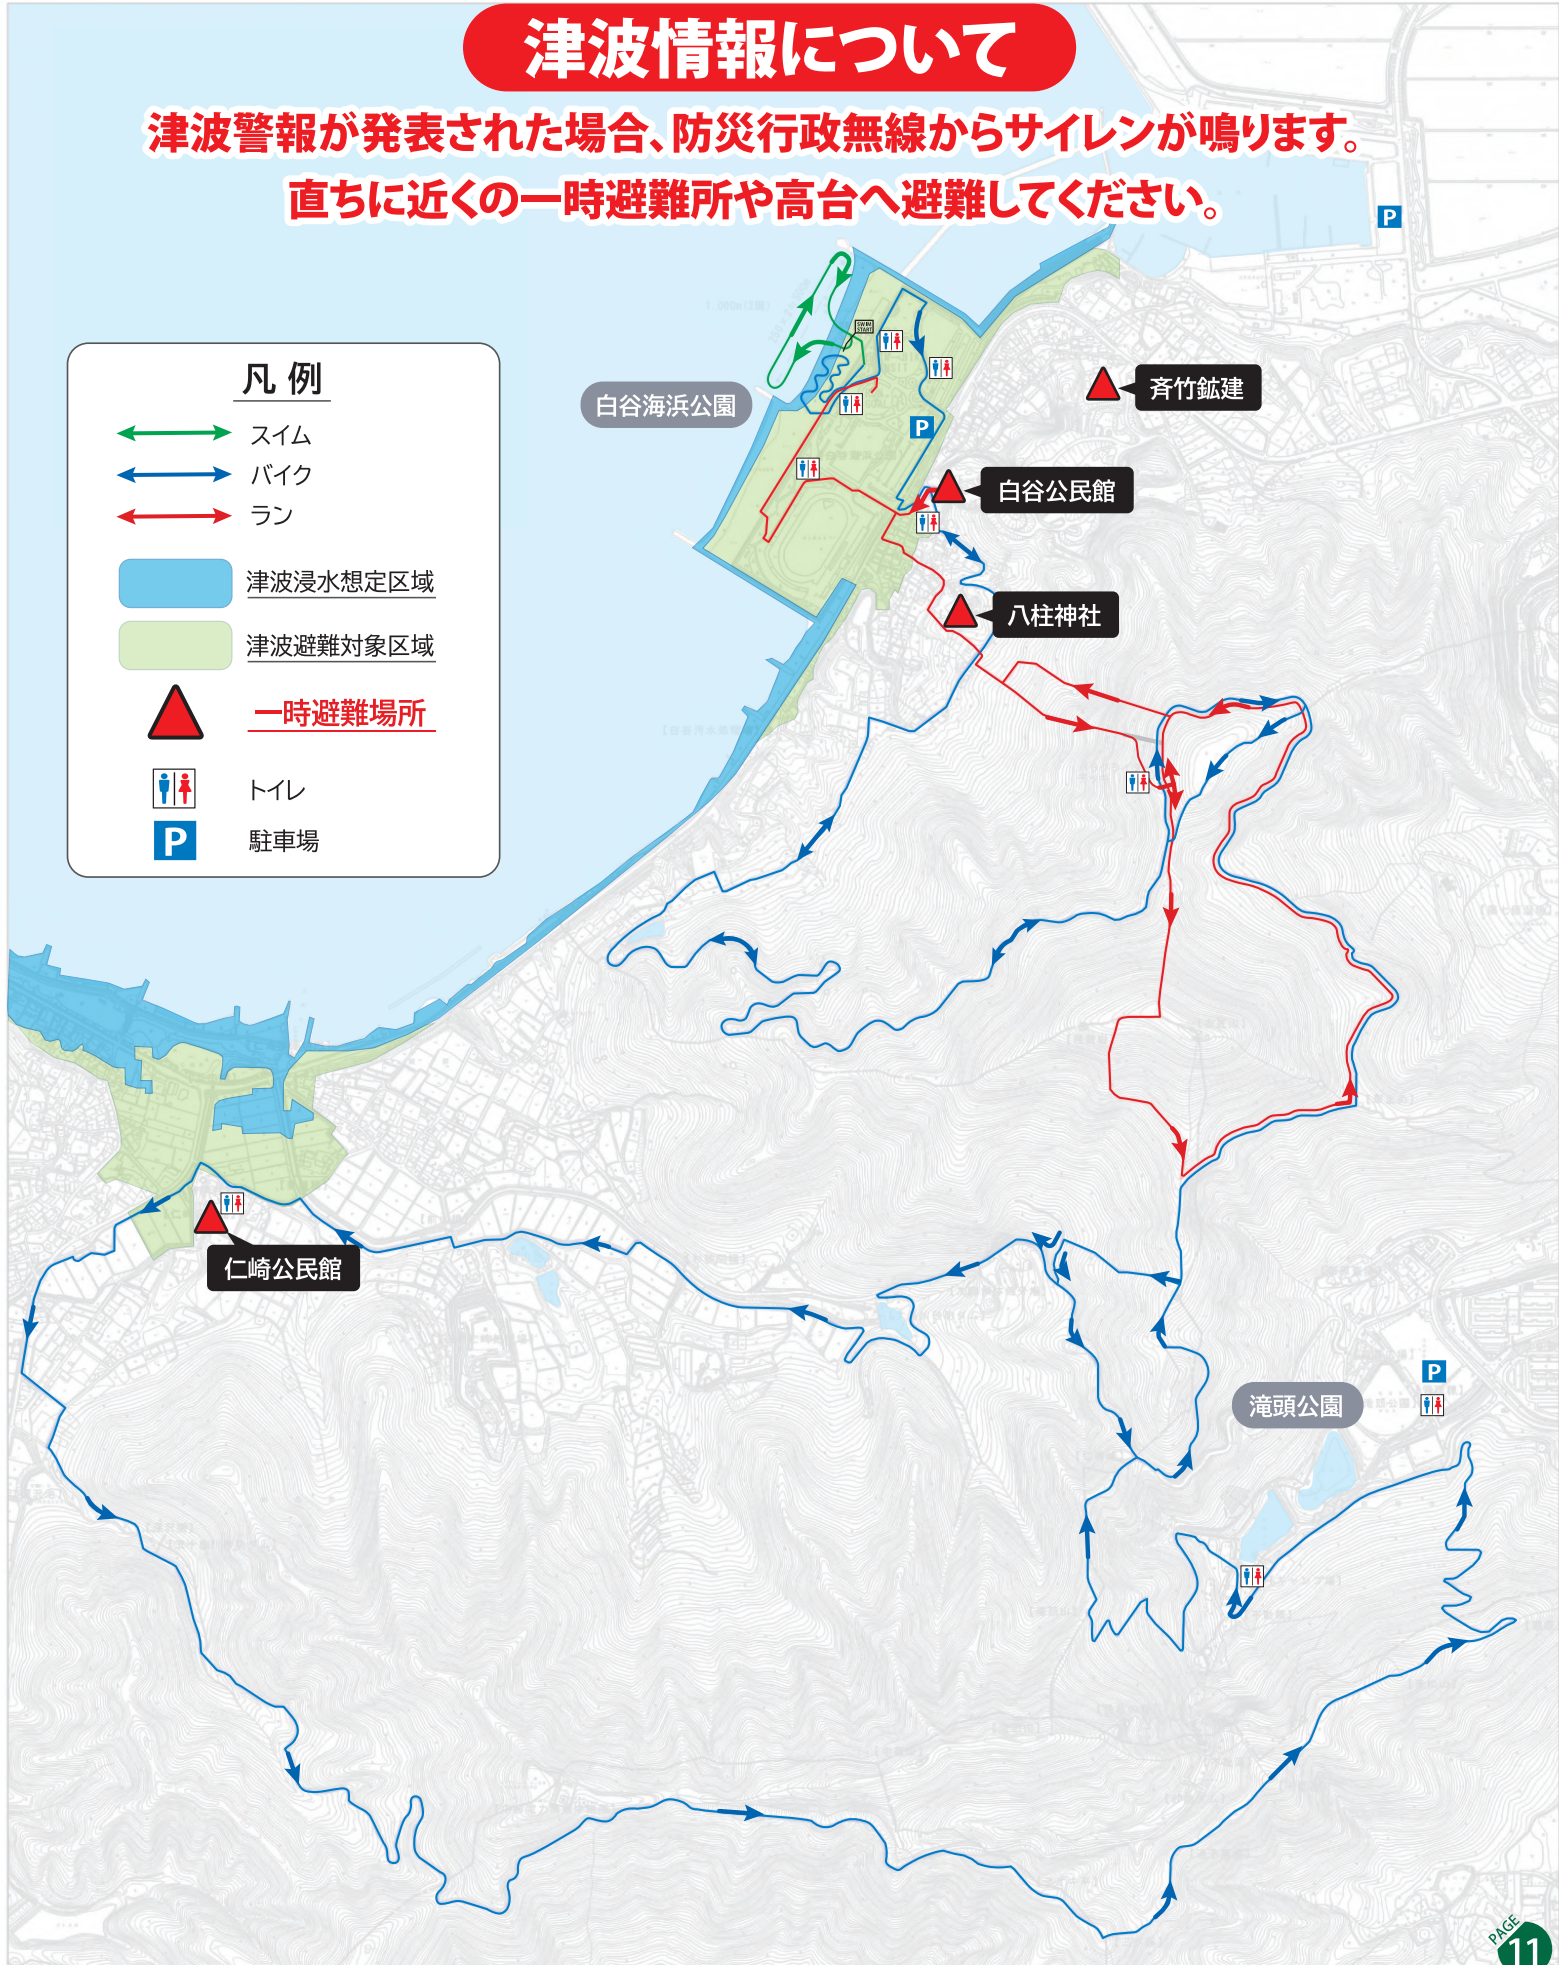 津波情報について
津波警報が発表された場合、防災行政無線からサイレンが鳴ります。
直ちに近くの一時避難所や高台へ避難してください。
P
SWIM
START
凡例
スイム
バイク
ラン
津波浸水想定区域
津波避難対象区域
一時避難場所
トイレ
P
駐車場
白谷海浜公園
P
斉竹鉱建
白谷公民館
八柱神社
仁崎公民館
P
滝頭公園
PAGE
11